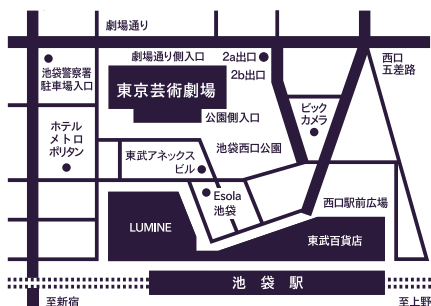 劇場通り
劇場通り側入口
2a出口
2b出口
西口
五差路
池袋警察署
駐車場入口
東京芸術劇場
ビック
カメラ
公園側入口
ホテル
メトロ
ポリタン
池袋西口公園
東武アネックス
ビル
Esola
池袋
西口駅前広場
LUMINE
東武百貨店
池袋駅
至新宿
至上野